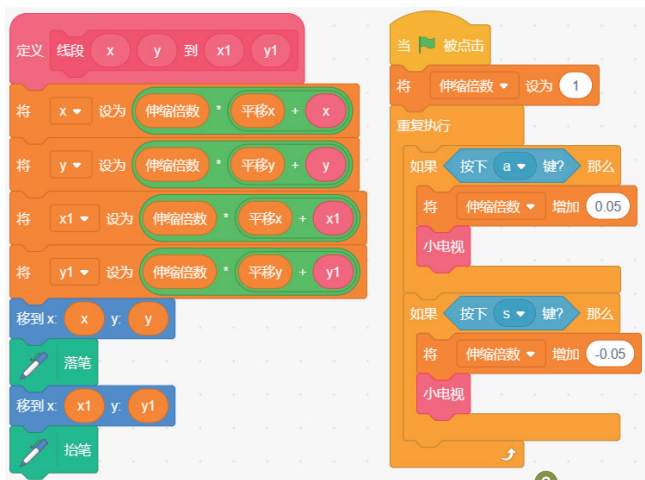 定义 线段 x y 到 x1 y1
将 x 设为 伸缩倍数 * 平移x + x
将 y 设为 伸缩倍数 * 平移y + y
将 x1 设为 伸缩倍数 * 平移x + x1
将 y1 设为 伸缩倍数 * 平移y + y1
移到 x: x y: y
落笔
移到 x: x1 y: y1
抬笔
当 被点击
将 伸缩倍数 设为 1
重复执行
如果 按下 a 键? 那么
将 伸缩倍数 增加 0.05
小电视
如果 按下 s 键? 那么
将 伸缩倍数 增加 -0.05
小电视